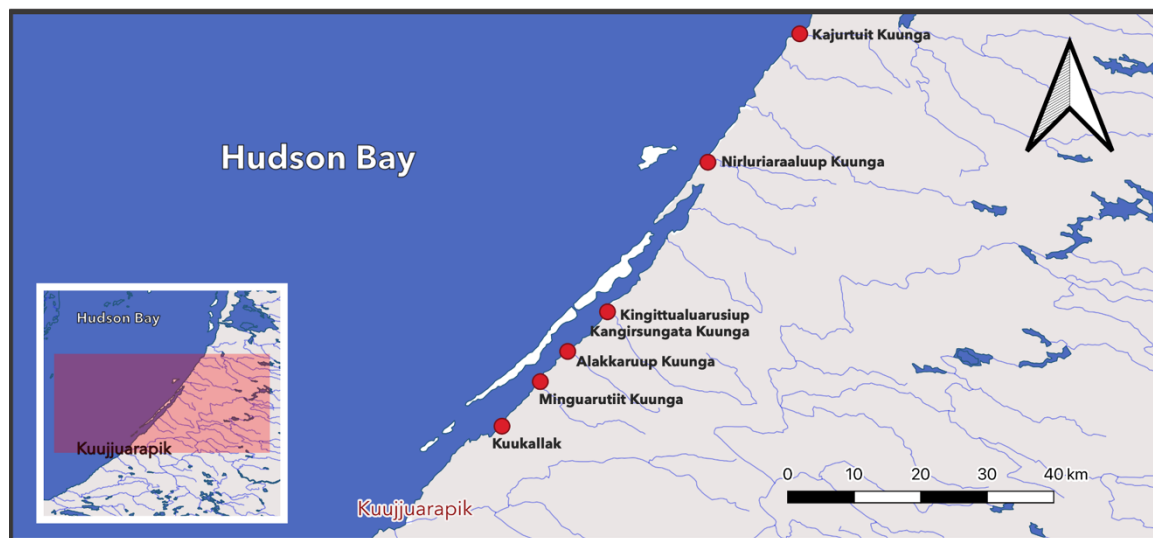 Kajurtuit Kuunga
Hudson Bay
Nirluriaraaluup Kuunga
Kingittualuarusiup
Kangirsungata Kuunga
Alakkaruup Kuunga
Minguarutiit Kuunga
Kuukallak
Kuujjuarapik
0 10 20 30 40 km
Hudson Bay
Kuujjuarapik